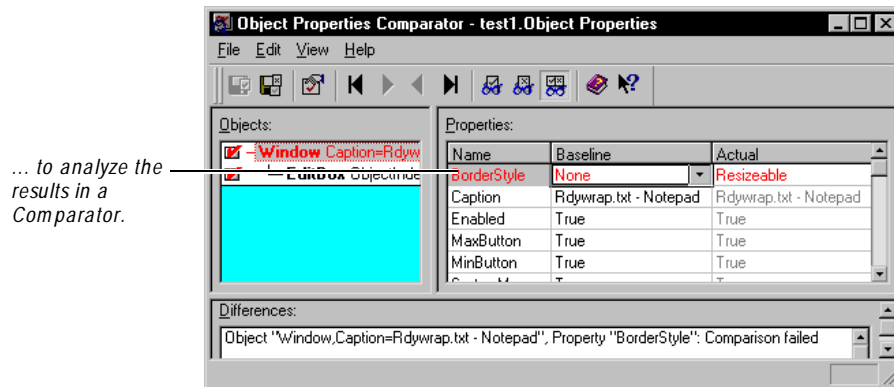 Object Properties Comparator - test1.Object Properties
File Edit View Help
... to analyze the
results in a
Comparator.
Objects:
Window Caption=Rdyw
EditBox ObjectInde
Properties:
Name Baseline Actual
BorderStyle None Resizeable
Caption Rdywrap.txt - Notepad Rdywrap.txt - Notepad
Enabled True True
MaxButton True True
MinButton True True
Differences:
Object "Window,Caption=Rdywrap.txt - Notepad", Property "BorderStyle": Comparison failed